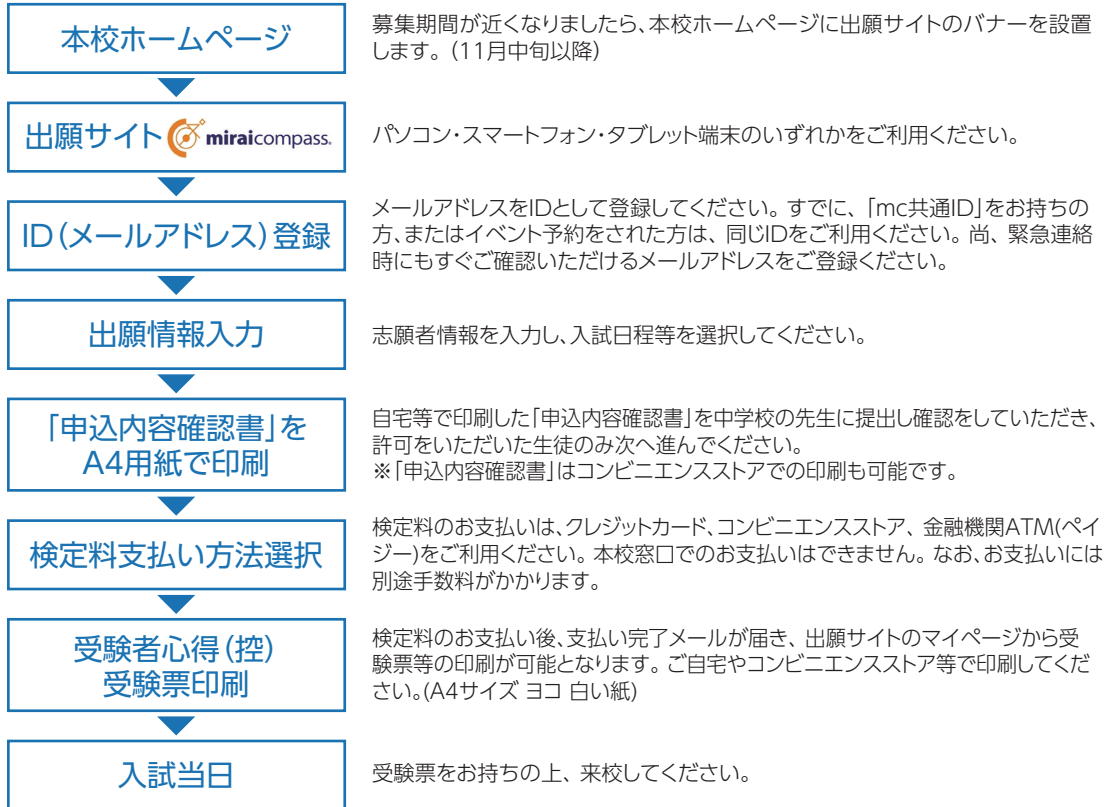 本校ホームページ
募集期間が近くなりましたら、本校ホームページに出願サイトのバナーを設置
します。（11月中旬以降）
出願サイト miraicompass.
パソコン・スマートフォン・タブレット端末のいずれかをご利用ください。
ID（メールアドレス）登録
メールアドレスをIDとして登録してください。すでに、「mc共通ID」をお持ちの
方、またはイベント予約をされた方は、同じIDをご利用ください。尚、緊急連絡
時にもすぐご確認いただけるメールアドレスをご登録ください。
出願情報入力
志願者情報を入力し、入試日程等を選択してください。
「申込内容確認書」を
A4用紙で印刷
自宅等で印刷した「申込内容確認書」を中学校の先生に提出し確認をしていただき、
許可をいただいた生徒のみ次へ進んでください。
※「申込内容確認書」はコンビニエンスストアでの印刷も可能です。
検定料支払い方法選択
検定料のお支払いは、クレジットカード、コンビニエンスストア、金融機関ATM(ペイ
ジー)をご利用ください。本校窓口でのお支払いはできません。なお、お支払いには
別途手数料がかかります。
受験者心得（控）
受験票印刷
検定料のお支払い後、支払い完了メールが届き、出願サイトのマイページから受
験票等の印刷が可能となります。ご自宅やコンビニエンスストア等で印刷してくだ
さい。(A4サイズ ヨコ 白い紙)
入試当日
受験票をお持ちの上、来校してください。